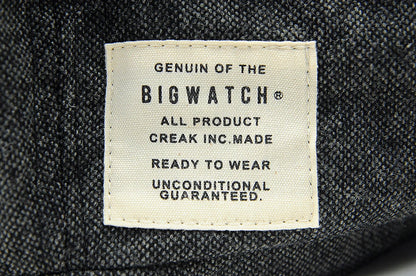 GENUIN OF THE
BIGWATCH®
ALL PRODUCT
CREAK INC.MADE
READY TO WEAR
UNCONDITIONAL
GUARANTEED.